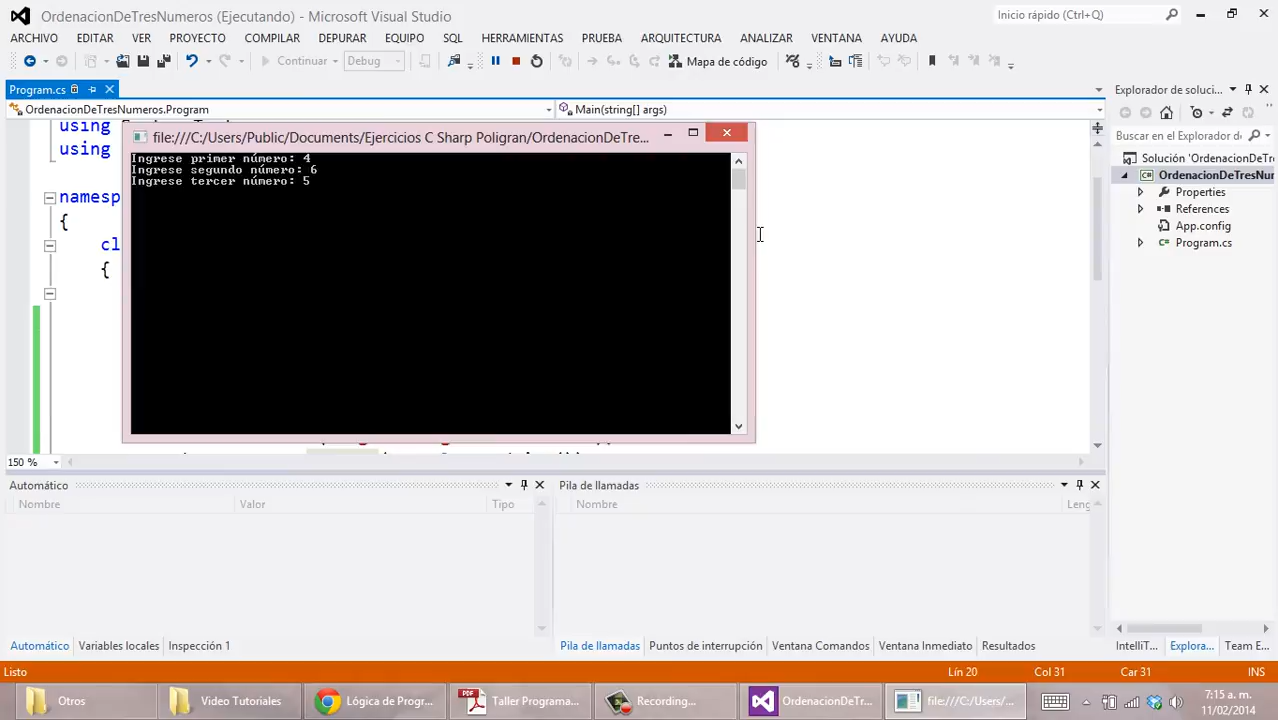 OrdenacionDeTresNumeros (Ejecutando) - Microsoft Visual Studio
Inicio rápido (Ctrl+Q)
ARCHIVO EDITAR VER PROYECTO COMPILAR DEPURAR EQUIPO SQL HERRAMIENTAS PRUEBA ARQUITECTURA ANALIZAR VENTANA AYUDA
Continuar Debug Mapa de código
Program.cs
Explorador de soluci...
OrdenacionDeTresNumeros.Program
Main(string[] args)
using
using
namesp
{
cl
{
file:///C:/Users/Public/Documents/Ejercicios C Sharp Poligran/OrdenacionDeTre...
Ingrese primer número: 4
Ingrese segundo número: 6
Ingrese tercer número: 5
Buscar en el Explorador de so
Solución 'OrdenacionDeTr
OrdenacionDeTresNur
Properties
References
App.config
Program.cs
150 %
Automático
Nombre Valor Tipo
Pila de llamadas
Nombre Leng
Automático Variables locales Inspección 1
Pila de llamadas Puntos de interrupción Ventana Comandos Ventana Inmediato Resultados
IntelliT... Explora... Team E...
Listo
Lín 20 Col 31 Car 31 INS
Otros
Video Tutoriales
Lógica de Progr...
Taller Programa...
Recording...
OrdenacionDeTr...
file:///C:/Users/...
7:15 a. m.
11/02/2014